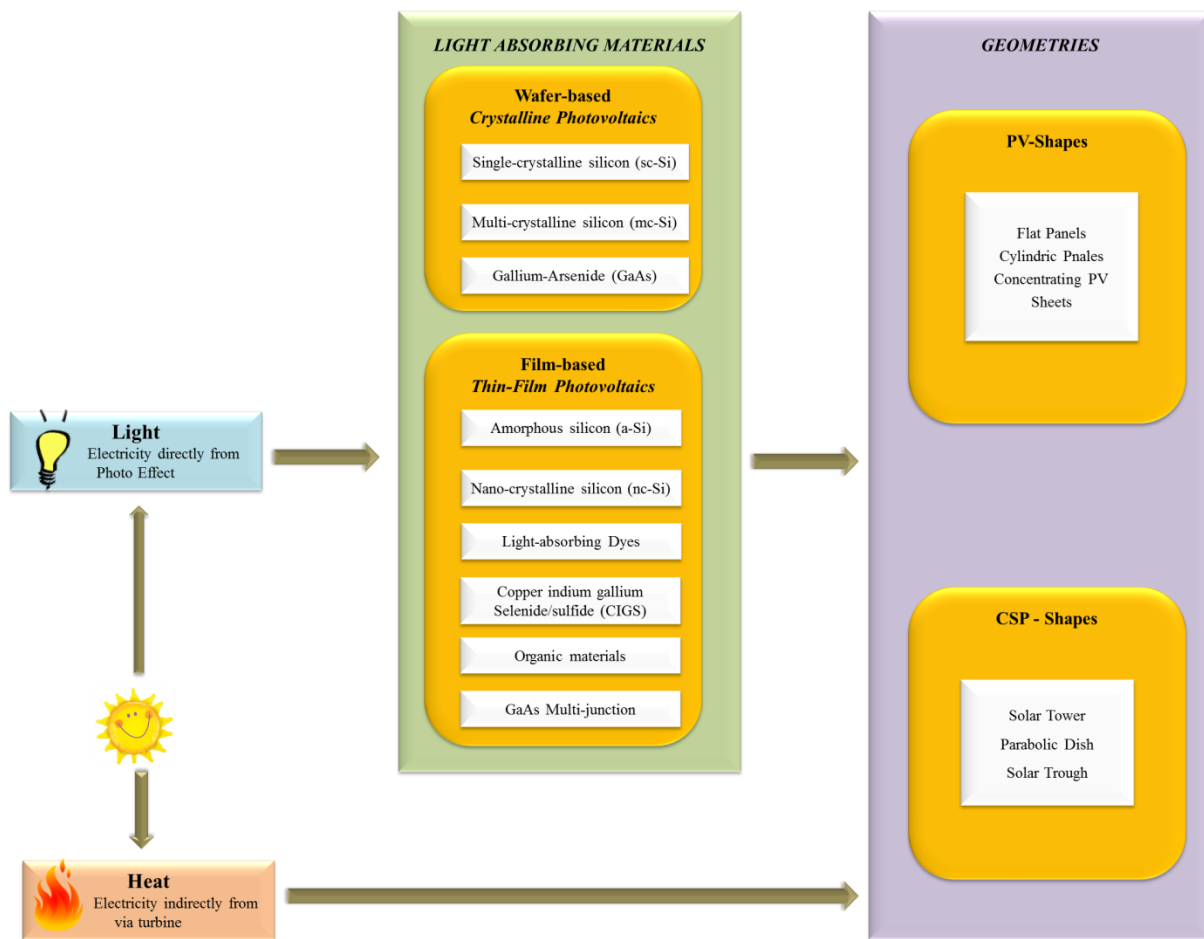 Light
Electricity directly from
Photo Effect
Heat
Electricity indirectly from
via turbine
LIGHT ABSORBING MATERIALS
Wafer-based
Crystalline Photovoltaics
Single-crystalline silicon (sc-Si)
Multi-crystalline silicon (mc-Si)
Gallium-Arsenide (GaAs)
Film-based
Thin-Film Photovoltaics
Amorphous silicon (a-Si)
Nano-crystalline silicon (nc-Si)
Light-absorbing Dyes
Copper indium gallium
Selenide/sulfide (CIGS)
Organic materials
GaAs Multi-junction
GEOMETRIES
PV-Shapes
Flat Panels
Cylindric Pnales
Concentrating PV
Sheets
CSP - Shapes
Solar Tower
Parabolic Dish
Solar Trough